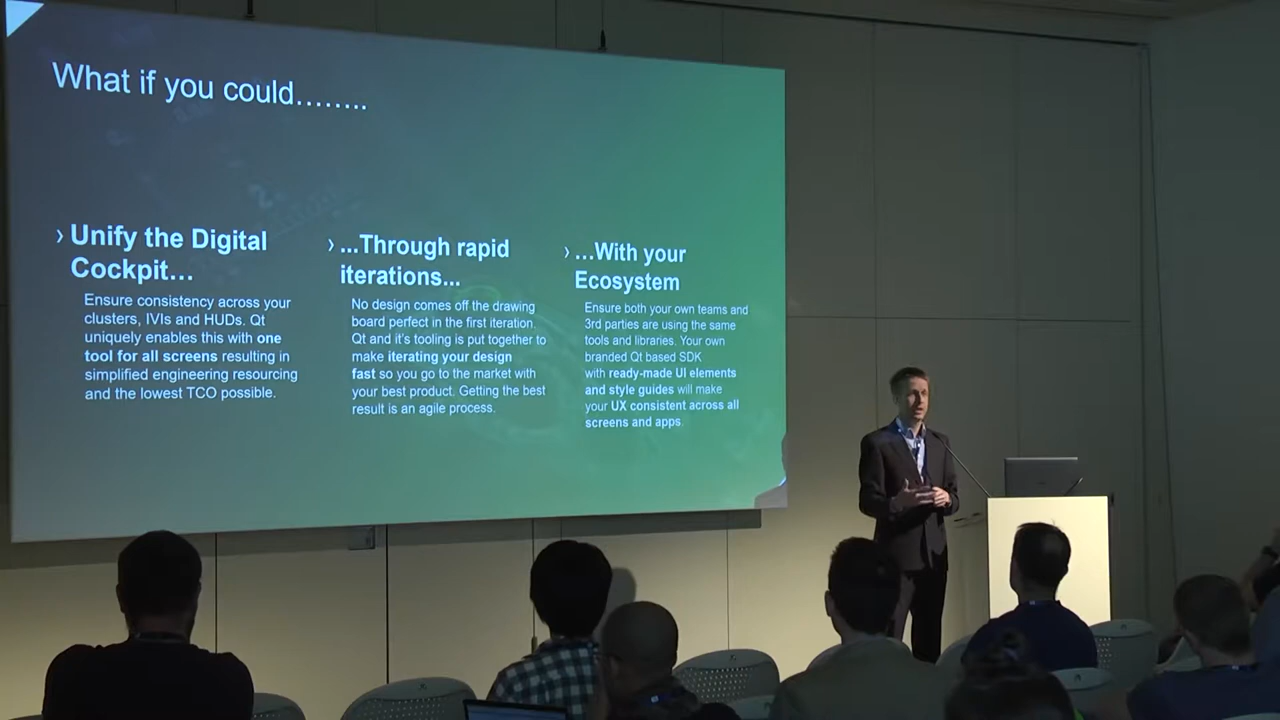 What if you could........
› Unify the Digital
Cockpit...
Ensure consistency across your
clusters, IVIs and HUDs. Qt
uniquely enables this with one
tool for all screens resulting in
simplified engineering resourcing
and the lowest TCO possible.
› ...Through rapid
iterations...
No design comes off the drawing
board perfect in the first iteration.
Qt and it's tooling is put together to
make iterating your design
fast so you go to the market with
your best product. Getting the best
result is an agile process.
› ...With your
Ecosystem
Ensure both your own teams and
3rd parties are using the same
tools and libraries. Your own
branded Qt based SDK
with ready-made UI elements
and style guides will make
your UX consistent across all
screens and apps